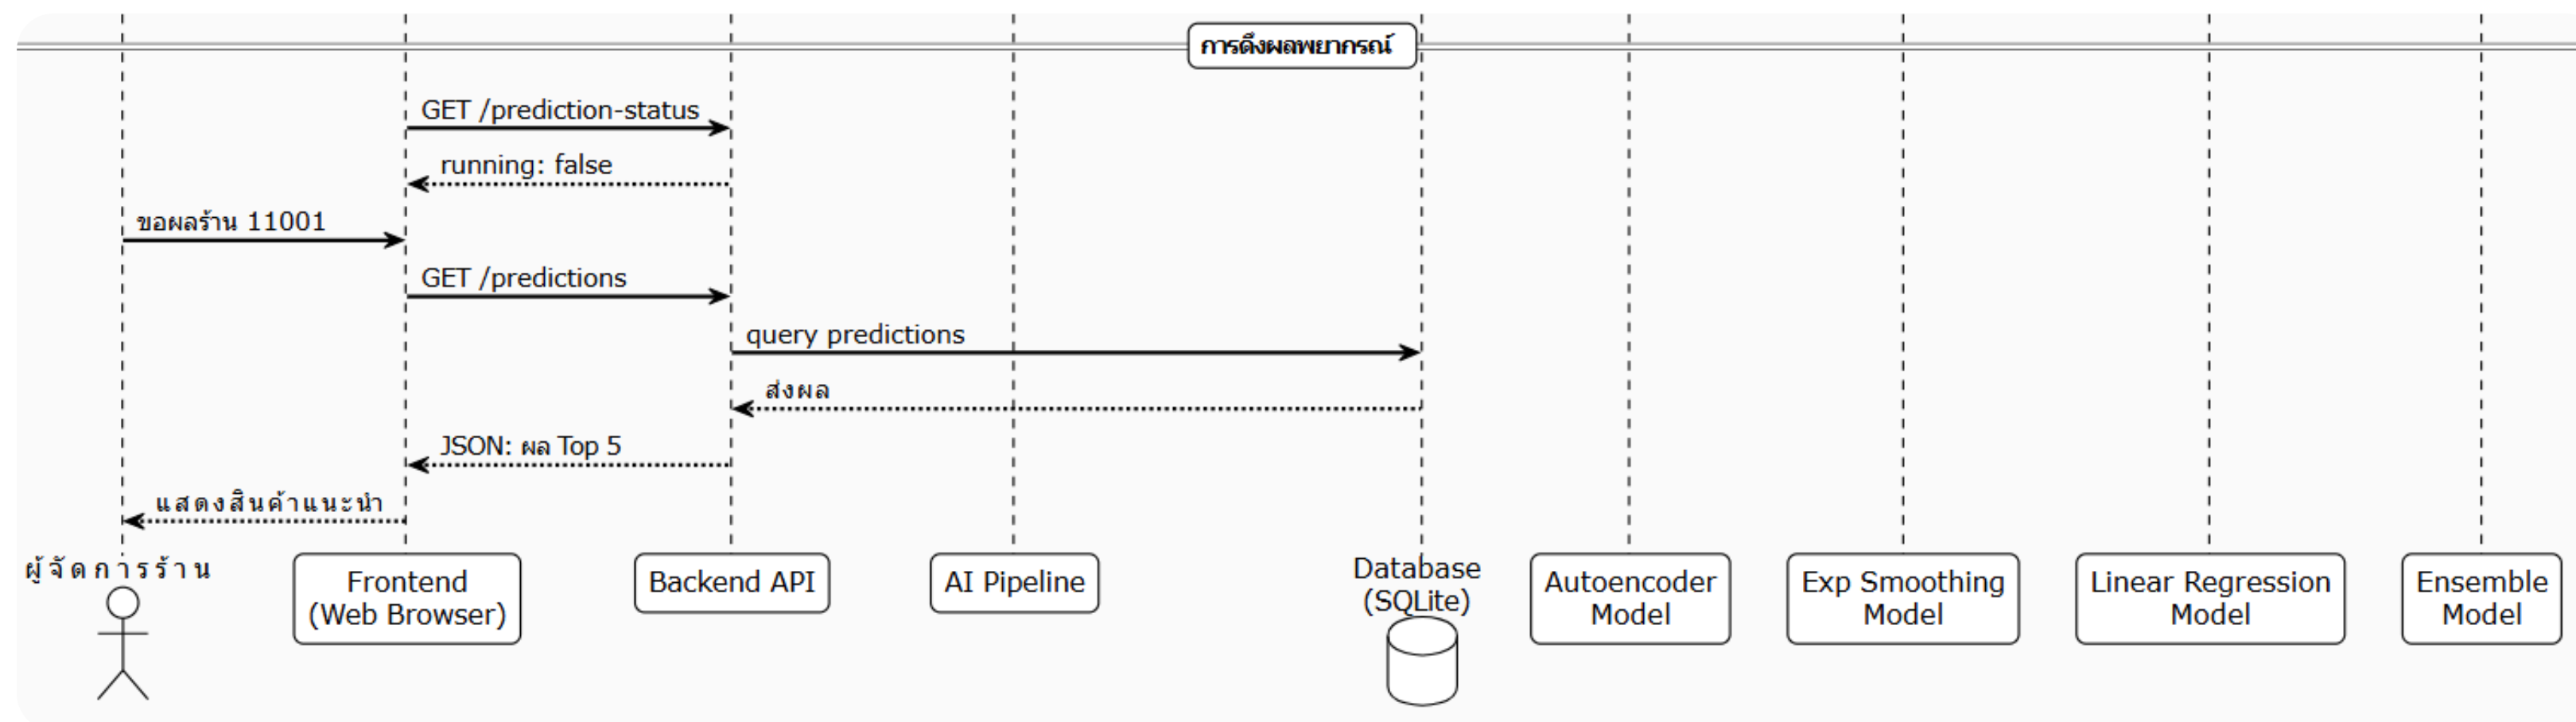 การดึงผลพยากรณ์
GET /prediction-status
running: false
ขอผลร้าน 11001
GET /predictions
query predictions
ส่งผล
JSON: ผล Top 5
แสดงสินค้าแนะนำ
ผู้จัดการร้าน
Frontend
(Web Browser)
Backend API
AI Pipeline
Database
(SQLite)
Autoencoder
Model
Exp Smoothing
Model
Linear Regression
Model
Ensemble
Model